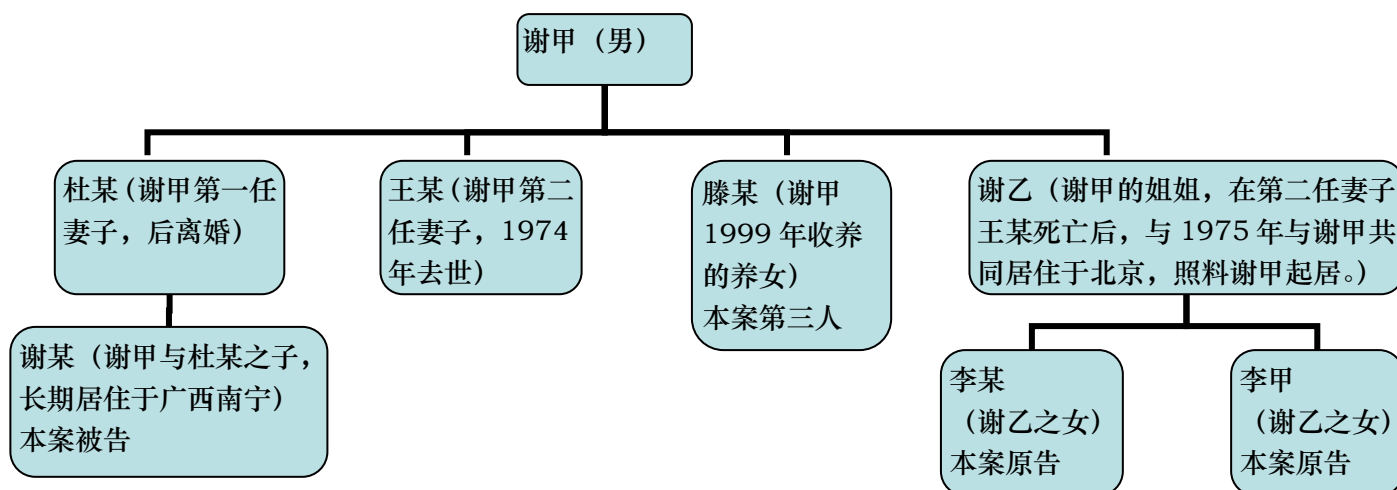 谢甲（男）
杜某（谢甲第一任
妻子，后离婚）
王某（谢甲第二
任妻子，1974
年去世）
滕某（谢甲
1999 年收养
的养女）
本案第三人
谢乙（谢甲的姐姐，在第二任妻子
王某死亡后，与 1975 年与谢甲共
同居住于北京，照料谢甲起居。）
谢某（谢甲与杜某之子，
长期居住于广西南宁）
本案被告
李某
（谢乙之女）
本案原告
李甲
（谢乙之女）
本案原告